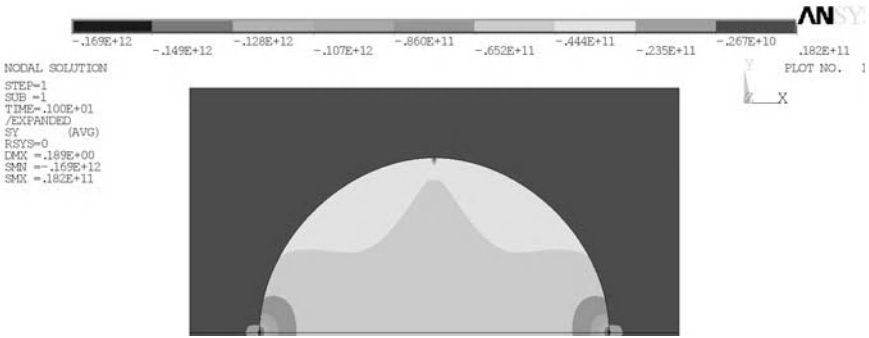 ANSYS
-.169E+12 -.149E+12 -.128E+12 -.107E+12 -.860E+11 -.652E+11 -.444E+11 -.235E+11 -.267E+10 .182E+11
NODAL SOLUTION
PLOT NO. 1
STEP=1
SUB =1
TIME=.100E+01
/EXPANDED
SY (AVG)
RSYS=0
DMX =.189E+00
SMN =-.169E+12
SMX =.182E+11
Y
Z X